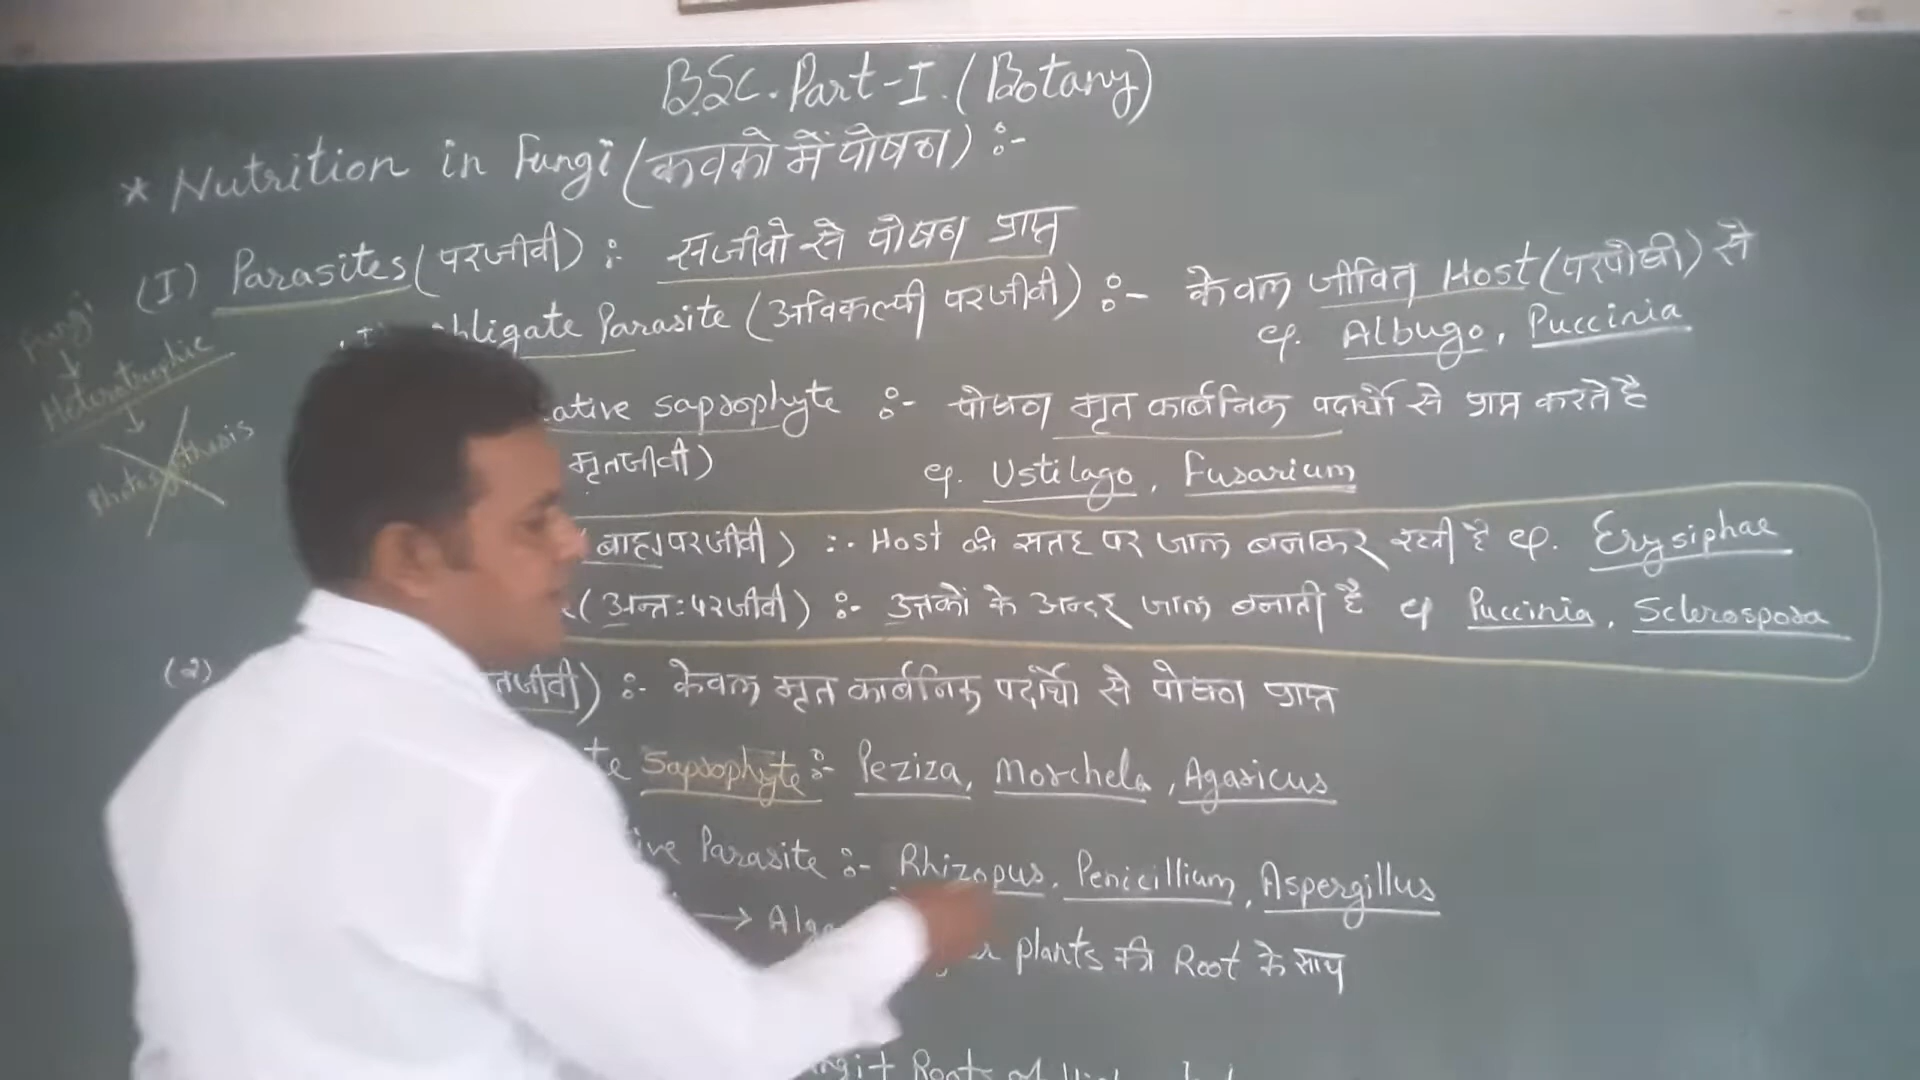 B.Sc. Part-I. (Botany)
* Nutrition in Fungi (कवको में पोषण) :-
(I) Parasites (परजीवी) : सजीवो से पोषण प्राप्त
obligate Parasite (अविकल्पी परजीवी) :- केवल जीवित Host (परपोषी) से
eg. Albugo, Puccinia
Fungi
↓
Heterotrophic
↓
Photosynthesis
ative saprophyte :- पोषण मृत कार्बनिक पदार्थो से प्राप्त करते है
मृतजीवी)
eg. Ustilago, Fusarium
(बाह्यपरजीवी) :- Host की सतह पर जाल बनाकर रहती है eg. Erysiphae
(अन्तःपरजीवी) :- ऊतकों के अन्दर जाल बनाती है eg Puccinia, Sclerospora
(2) तजीवी) :- केवल मृत कार्बनिक पदार्थो से पोषण प्राप्त
te Saprophyte :- Peziza, Morchela, Agaricus
ive Parasite :- Rhizopus, Penicillium, Aspergillus
→ Alga
plants की Root के साथ
Roots of